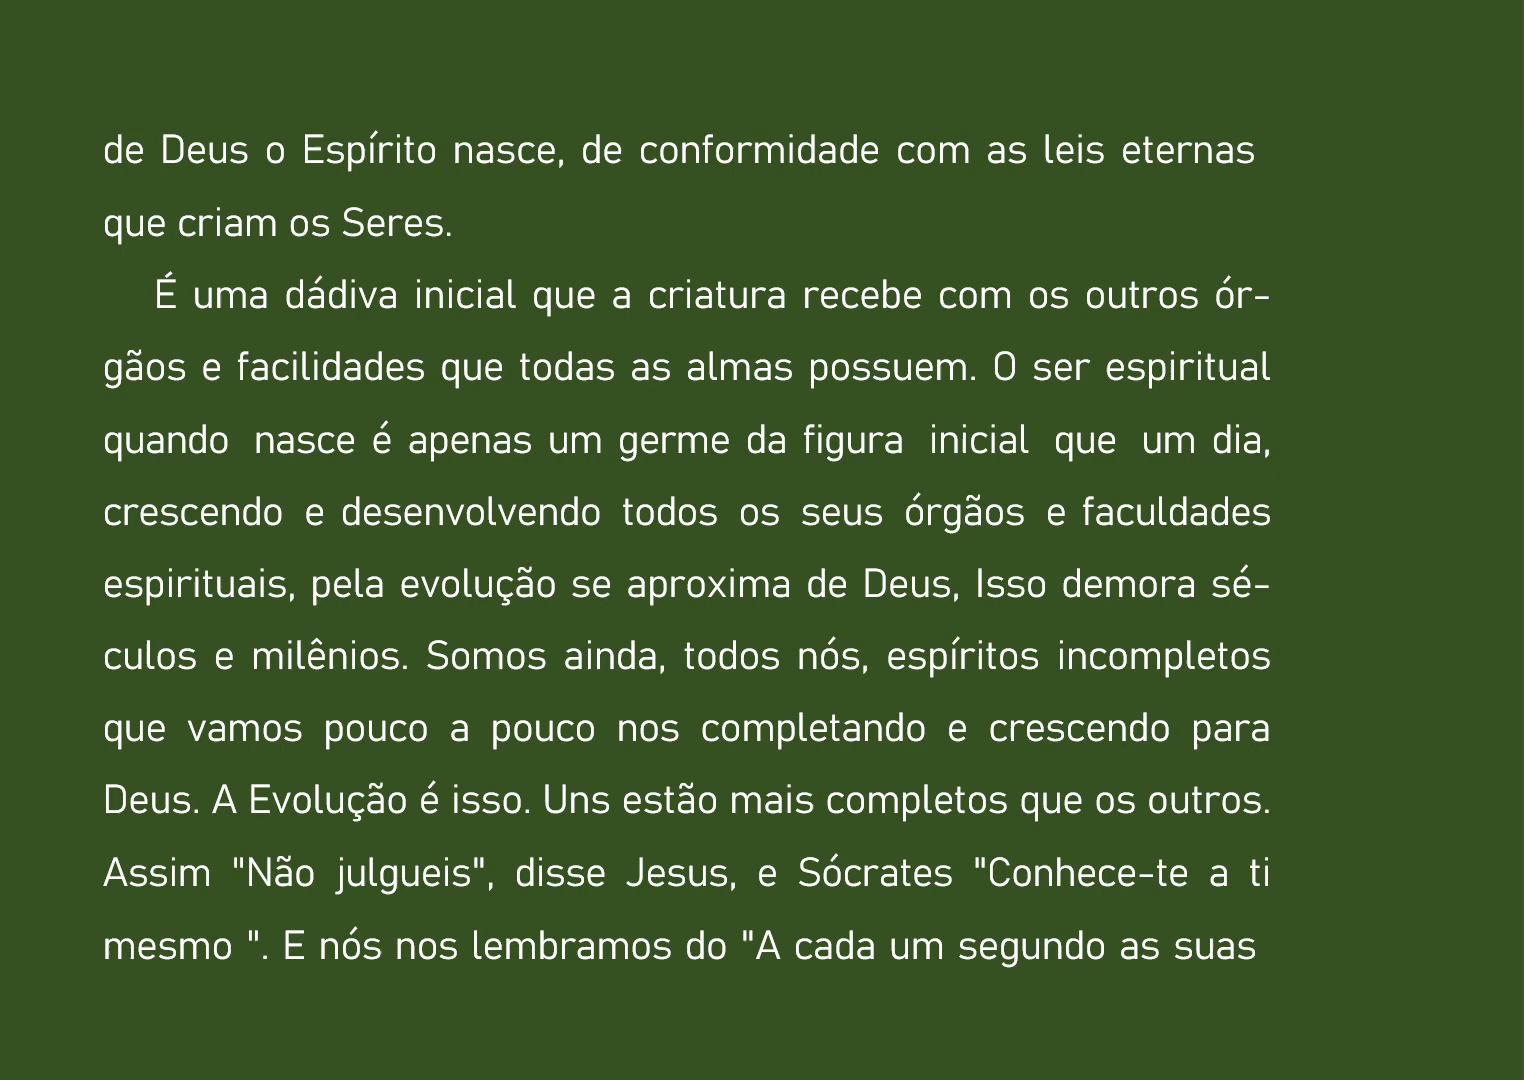 de Deus o Espírito nasce, de conformidade com as leis eternas
que criam os Seres.
É uma dádiva inicial que a criatura recebe com os outros ór-
gãos e facilidades que todas as almas possuem. O ser espiritual
quando nasce é apenas um germe da figura inicial que um dia,
crescendo e desenvolvendo todos os seus órgãos e faculdades
espirituais, pela evolução se aproxima de Deus, Isso demora sé-
culos e milênios. Somos ainda, todos nós, espíritos incompletos
que vamos pouco a pouco nos completando e crescendo para
Deus. A Evolução é isso. Uns estão mais completos que os outros.
Assim "Não julgueis", disse Jesus, e Sócrates "Conhece-te a ti
mesmo ". E nós nos lembramos do "A cada um segundo as suas